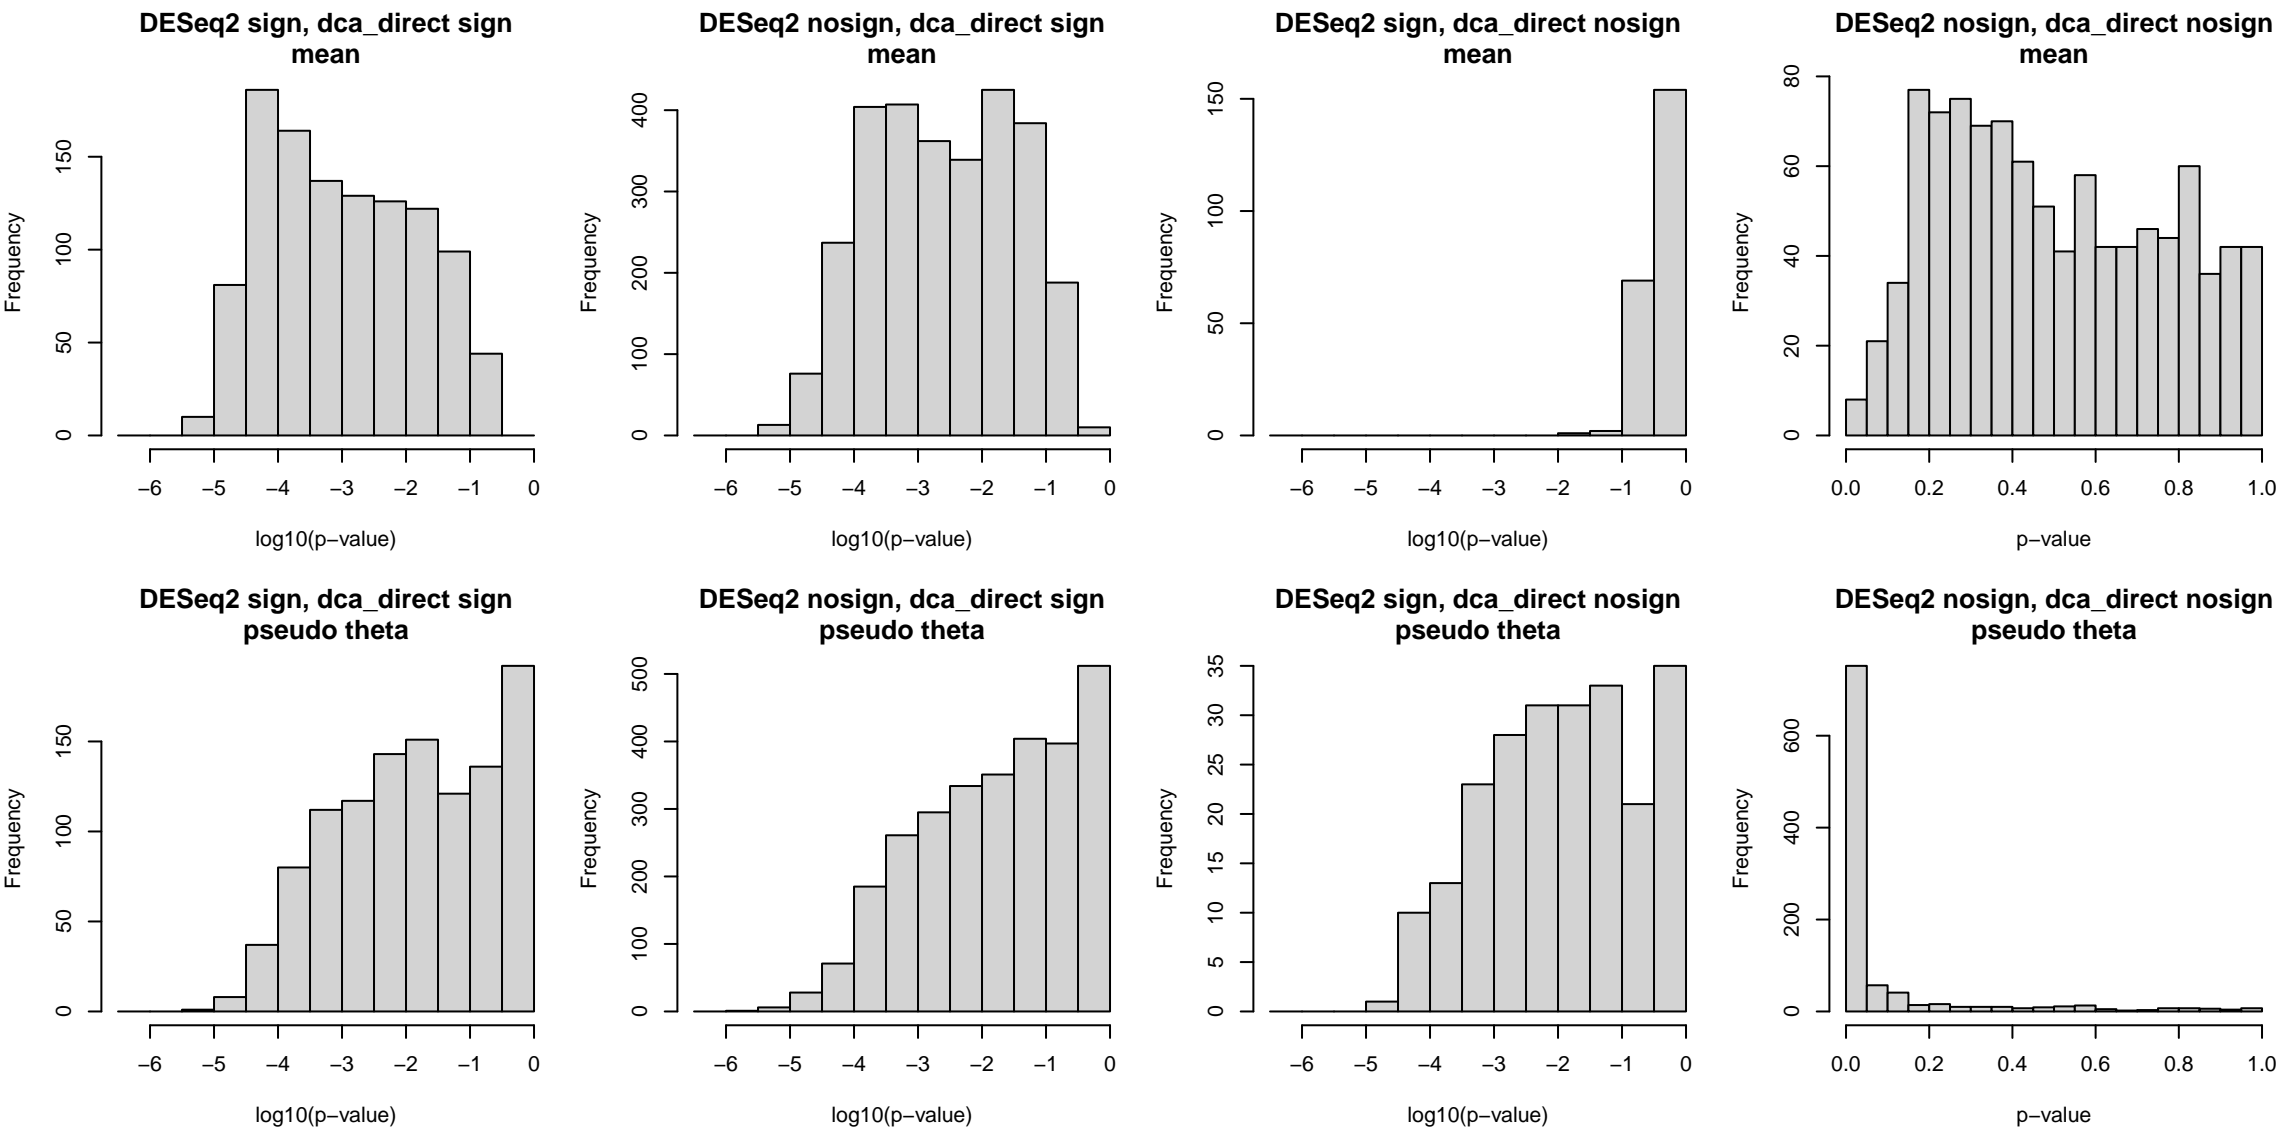 DESeq2 sign, dca_direct sign
mean
Frequency
0 50 100 150
−6 −5 −4 −3 −2 −1 0
log10(p−value)
DESeq2 nosign, dca_direct sign
mean
Frequency
0 100 200 300 400
−6 −5 −4 −3 −2 −1 0
log10(p−value)
DESeq2 sign, dca_direct nosign
mean
Frequency
0 50 100 150
−6 −5 −4 −3 −2 −1 0
log10(p−value)
DESeq2 nosign, dca_direct nosign
mean
Frequency
0 20 40 60 80
0.0 0.2 0.4 0.6 0.8 1.0
p−value
DESeq2 sign, dca_direct sign
pseudo theta
Frequency
0 50 100 150
−6 −5 −4 −3 −2 −1 0
log10(p−value)
DESeq2 nosign, dca_direct sign
pseudo theta
Frequency
0 100 200 300 400 500
−6 −5 −4 −3 −2 −1 0
log10(p−value)
DESeq2 sign, dca_direct nosign
pseudo theta
Frequency
0 5 10 15 20 25 30 35
−6 −5 −4 −3 −2 −1 0
log10(p−value)
DESeq2 nosign, dca_direct nosign
pseudo theta
Frequency
0 200 400 600
0.0 0.2 0.4 0.6 0.8 1.0
p−value